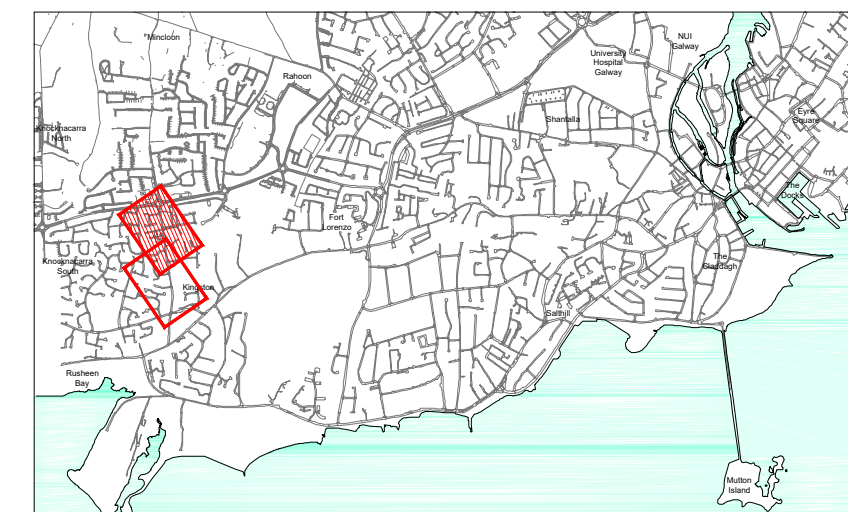 Mincloon
NUI
Galway
University
Hospital
Galway
Rahoon
Eyre
Square
Shantalla
Knocknacarra
North
The
Docks
Fort
Lorenzo
Knocknacarra
South
The
Claddagh
Kingston
Salthill
Rusheen
Bay
Mutton
Island